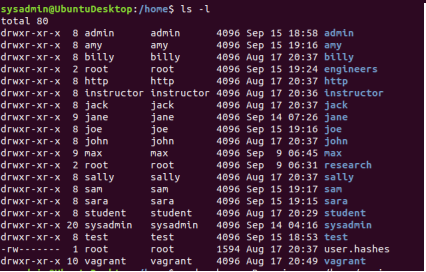 sysadmin@UbuntuDesktop:/home$ ls -l
total 80
drwxr-xr-x  8 admin      admin      4096 Sep 15 18:58 admin
drwxr-xr-x  8 amy        amy        4096 Sep 15 19:16 amy
drwxr-xr-x  8 billy      billy      4096 Aug 17 20:37 billy
drwxr-xr-x  2 root       root       4096 Sep 15 19:24 engineers
drwxr-xr-x  8 http       http       4096 Aug 17 20:37 http
drwxr-xr-x  8 instructor instructor 4096 Aug 17 20:36 instructor
drwxr-xr-x  8 jack       jack       4096 Aug 17 20:37 jack
drwxr-xr-x  9 jane       jane       4096 Sep 14 07:26 jane
drwxr-xr-x  8 joe        joe        4096 Sep 15 19:16 joe
drwxr-xr-x  8 john       john       4096 Aug 17 20:37 john
drwxr-xr-x  9 max        max        4096 Sep  9 06:45 max
drwxr-xr-x  2 root       root       4096 Sep  9 06:31 research
drwxr-xr-x  8 sally      sally      4096 Aug 17 20:37 sally
drwxr-xr-x  8 sam        sam        4096 Sep 15 19:17 sam
drwxr-xr-x  8 sara       sara       4096 Sep 15 19:15 sara
drwxr-xr-x  8 student    student    4096 Aug 17 20:29 student
drwxr-xr-x 20 sysadmin   sysadmin   4096 Sep 14 04:16 sysadmin
drwxr-xr-x  8 test       test       4096 Sep 15 18:53 test
-rw-------  1 root       root       1594 Aug 17 20:37 user.hashes
drwxr-xr-x 10 vagrant    vagrant    4096 Aug 17 20:49 vagrant